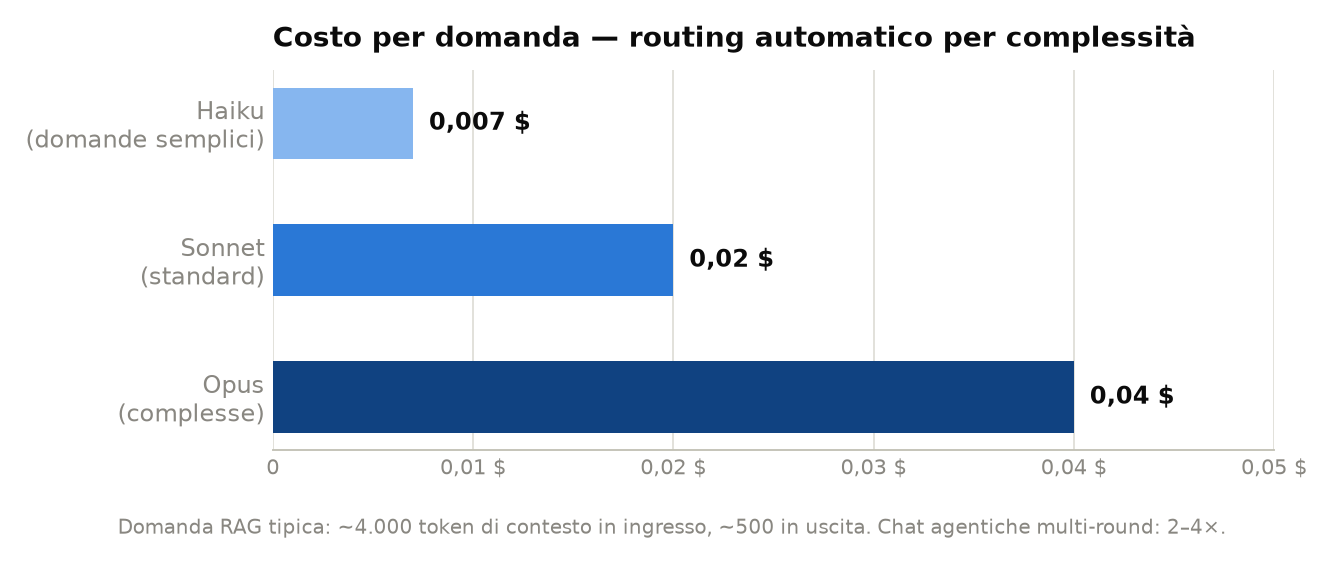 Costo per domanda — routing automatico per complessità
Haiku
(domande semplici)
0,007 $
Sonnet
(standard)
0,02 $
Opus
(complesse)
0,04 $
0
0,01 $
0,02 $
0,03 $
0,04 $
0,05 $
Domanda RAG tipica: ~4.000 token di contesto in ingresso, ~500 in uscita. Chat agentiche multi-round: 2–4×.